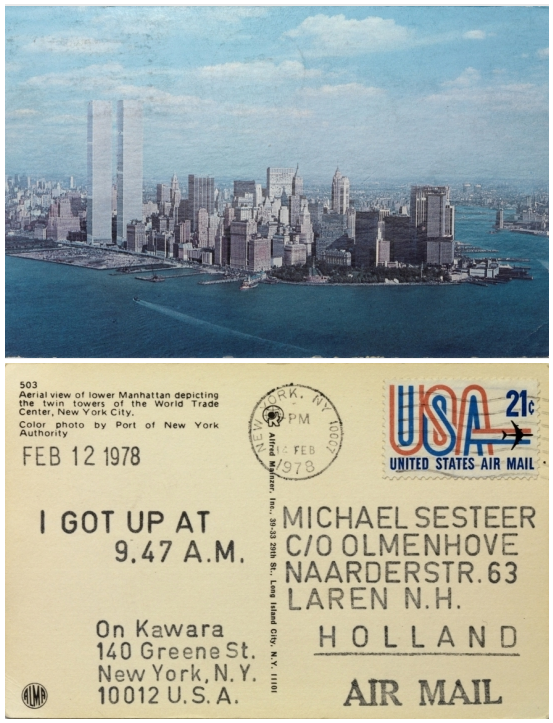 503
Aerial view of lower Manhattan depicting
the twin towers of the World Trade
Center, New York City.
Color photo by Port of New York
Authority
FEB 12 1978
I GOT UP AT
9.47 A.M.
On Kawara
140 Greene St.
New York, N.Y.
10012 U.S.A.
ALMA
Alfred Mainzer, Inc., 39-33 29th St., Long Island City, N.Y. 11101
NEW YORK, NY 10007
PM
FEB
1978
USA 21¢
UNITED STATES AIR MAIL
MICHAEL SESTEER
C/O OLMENHOVE
NAARDERSTR. 63
LAREN N.H.
HOLLAND
AIR MAIL